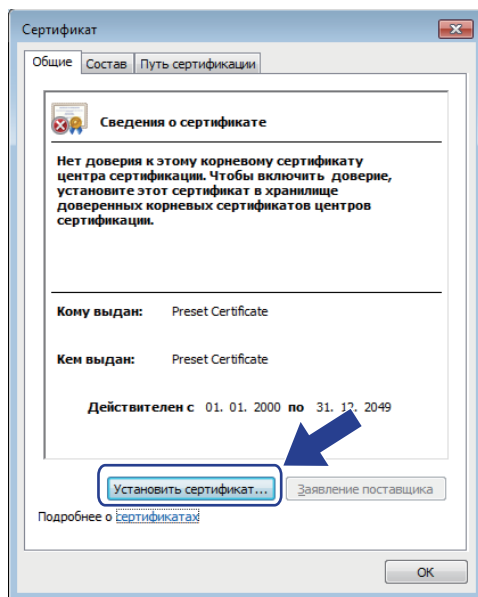 Сертификат
Общие Состав Путь сертификации
Сведения о сертификате
Нет доверия к этому корневому сертификату
центра сертификации. Чтобы включить доверие,
установите этот сертификат в хранилище
доверенных корневых сертификатов центров
сертификации.
Кому выдан: Preset Certificate
Кем выдан: Preset Certificate
Действителен с 01. 01. 2000 по 31. 12. 2049
Установить сертификат... Заявление поставщика
Подробнее о сертификатах
ОК